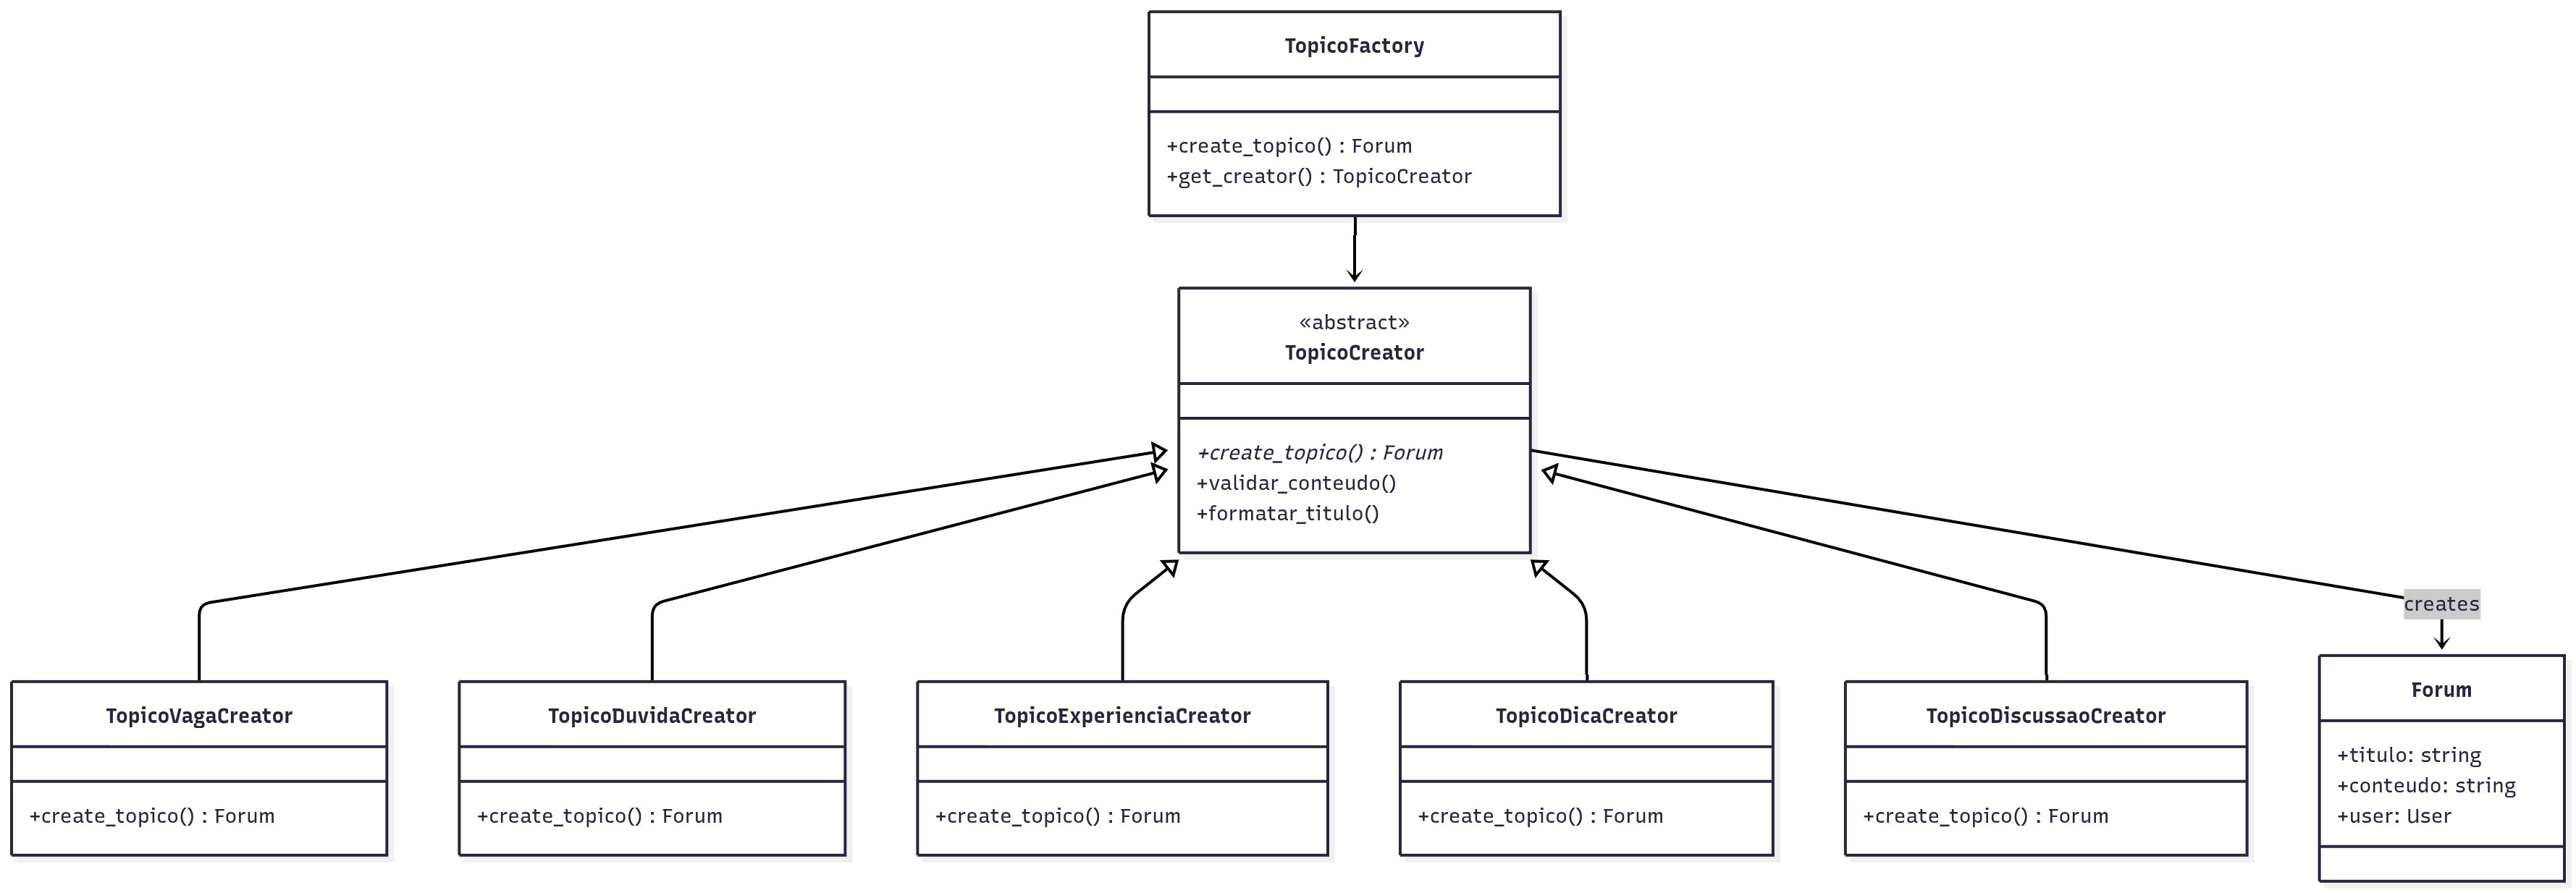 TopicoFactory
+create_topico() : Forum
+get_creator() : TopicoCreator
«abstract»
TopicoCreator
+create_topico() : Forum
+validar_conteudo()
+formatar_titulo()
creates
TopicoVagaCreator
+create_topico() : Forum
TopicoDuvidaCreator
+create_topico() : Forum
TopicoExperienciaCreator
+create_topico() : Forum
TopicoDicaCreator
+create_topico() : Forum
TopicoDiscussaoCreator
+create_topico() : Forum
Forum
+titulo: string
+conteudo: string
+user: User